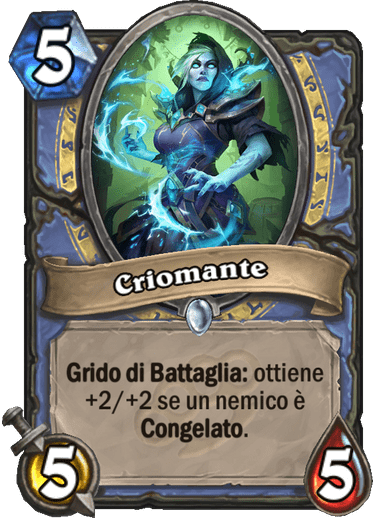 5
Criomante
Grido di Battaglia: ottiene
+2/+2 se un nemico è
Congelato.
5
5